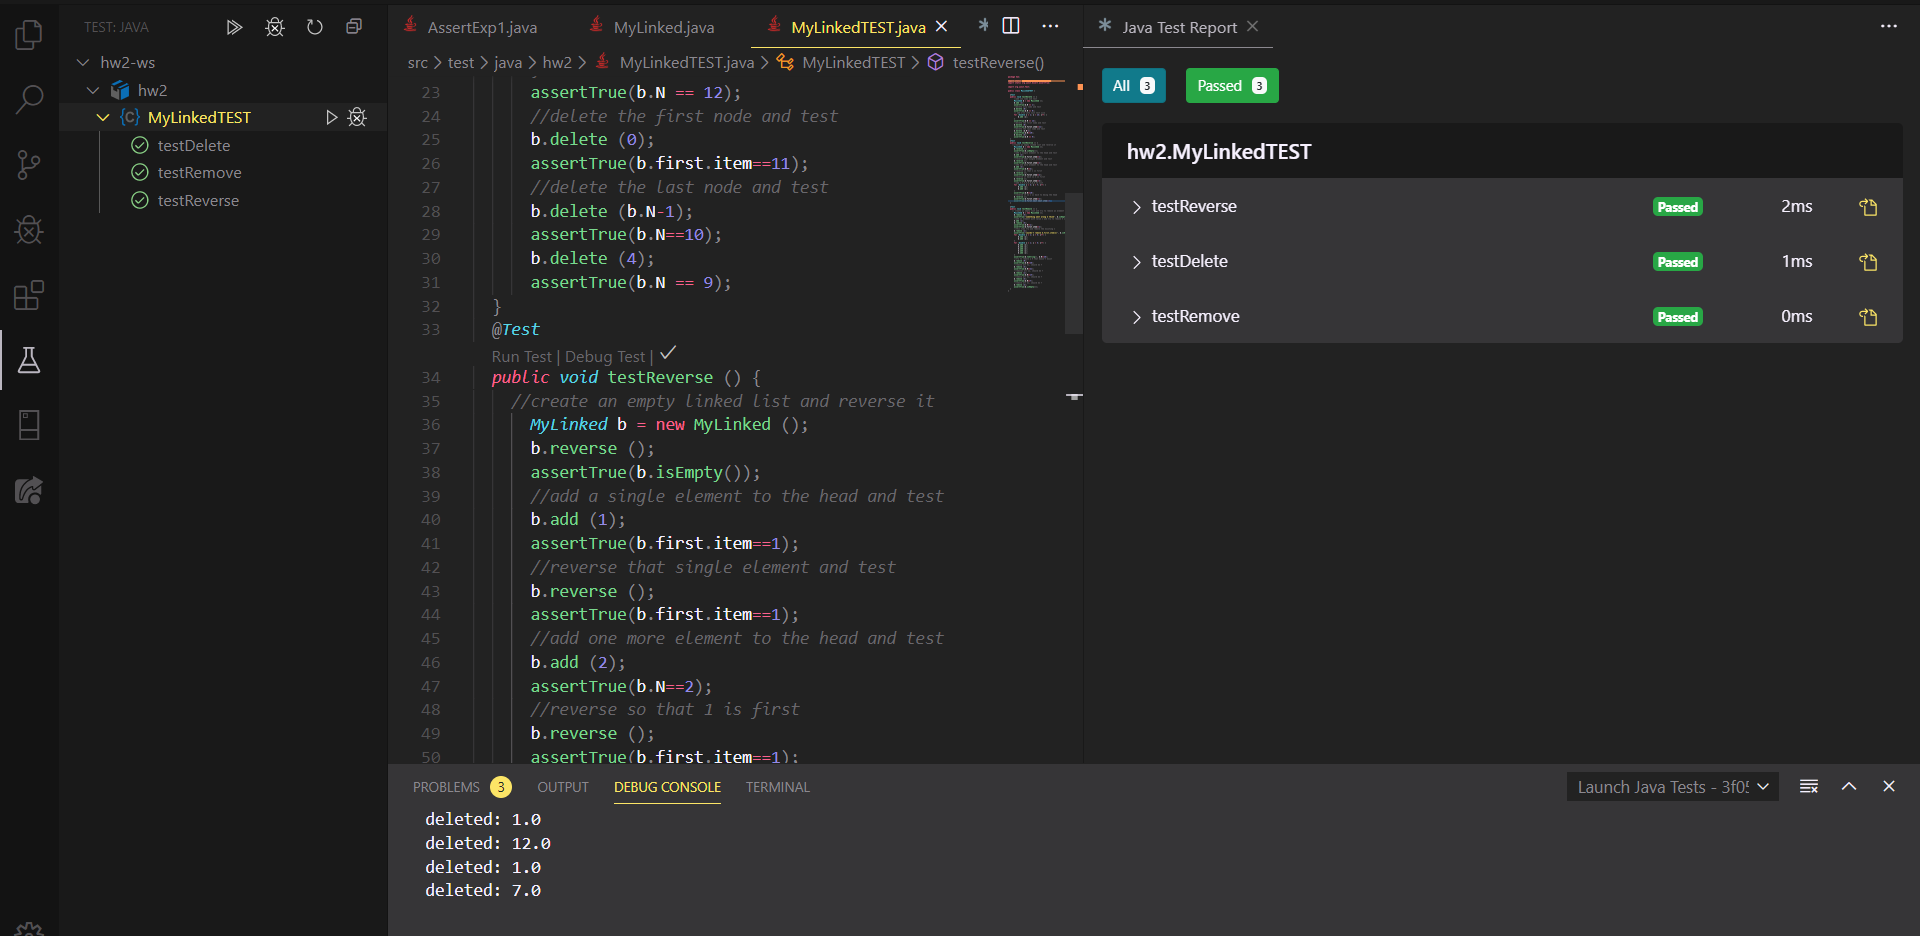 TEST: JAVA
hw2-ws
hw2
MyLinkedTEST
testDelete
testRemove
testReverse
AssertExp1.java
MyLinked.java
MyLinkedTEST.java
src > test > java > hw2 > MyLinkedTEST.java > MyLinkedTEST > testReverse()
23 assertTrue(b.N == 12);
24 //delete the first node and test
25 b.delete (0);
26 assertTrue(b.first.item==11);
27 //delete the last node and test
28 b.delete (b.N-1);
29 assertTrue(b.N==10);
30 b.delete (4);
31 assertTrue(b.N == 9);
32 }
33 @Test
Run Test | Debug Test |
34 public void testReverse () {
35 //create an empty linked list and reverse it
36 MyLinked b = new MyLinked ();
37 b.reverse ();
38 assertTrue(b.isEmpty());
39 //add a single element to the head and test
40 b.add (1);
41 assertTrue(b.first.item==1);
42 //reverse that single element and test
43 b.reverse ();
44 assertTrue(b.first.item==1);
45 //add one more element to the head and test
46 b.add (2);
47 assertTrue(b.N==2);
48 //reverse so that 1 is first
49 b.reverse ();
50 assertTrue(b.first.item==1);
Java Test Report
All 3
Passed 3
hw2.MyLinkedTEST
testReverse Passed 2ms
testDelete Passed 1ms
testRemove Passed 0ms
PROBLEMS 3 OUTPUT DEBUG CONSOLE TERMINAL
Launch Java Tests - 3f05
deleted: 1.0
deleted: 12.0
deleted: 1.0
deleted: 7.0